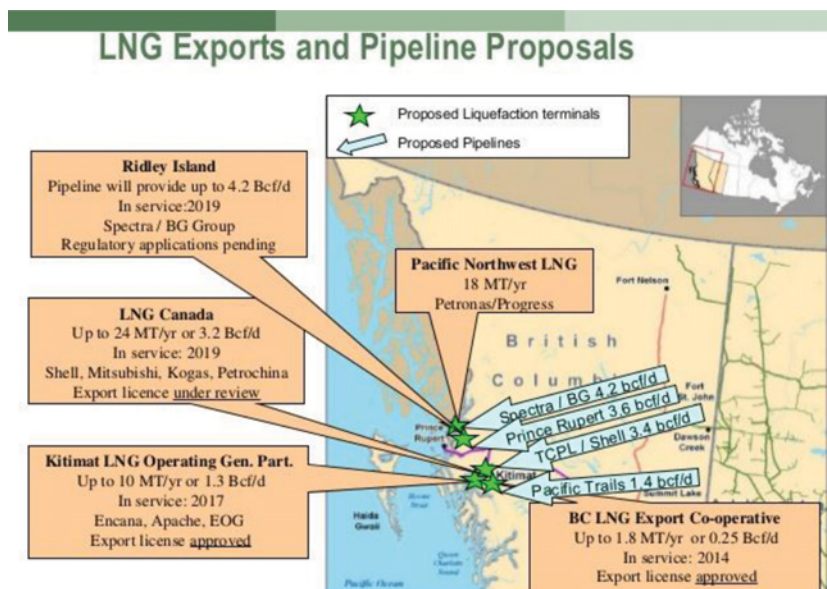 LNG Exports and Pipeline Proposals
Proposed Liquefaction terminals
Proposed Pipelines
Ridley Island
Pipeline will provide up to 4.2 Bcf/d
In service:2019
Spectra / BG Group
Regulatory applications pending
Pacific Northwest LNG
18 MT/yr
Petronas/Progress
LNG Canada
Up to 24 MT/yr or 3.2 Bcf/d
In service: 2019
Shell, Mitsubishi, Kogas, Petrochina
Export licence under review
Kitimat LNG Operating Gen. Part.
Up to 10 MT/yr or 1.3 Bcf/d
In service: 2017
Encana, Apache, EOG
Export license approved
Fort Nelson
British
Columb
Spectra / BG 4.2 bcf/d
Prince Rupert 3.6 bcf/d
TCPL / Shell 3.4 bcf/d
Pacific Trails 1.4 bcf/d
Fort
St. John
Dawson
Creek
Prince
Rupert
Kitimat
Summit Lake
Haida
Gwaii
Queen
Charlotte
Sound
Pacific Ocean
BC LNG Export Co-operative
Up to 1.8 MT/yr or 0.25 Bcf/d
In service: 2014
Export license approved